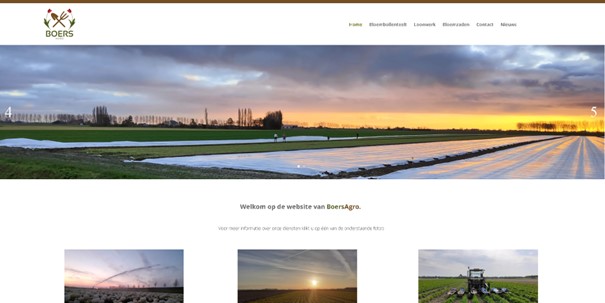 BOERS
Home Bloembollenteelt Loonwerk Bloemzaden Contact Nieuws
4 5
Welkom op de website van BoersAgro.
Voor meer informatie over onze diensten klikt u op één van de onderstaande foto's